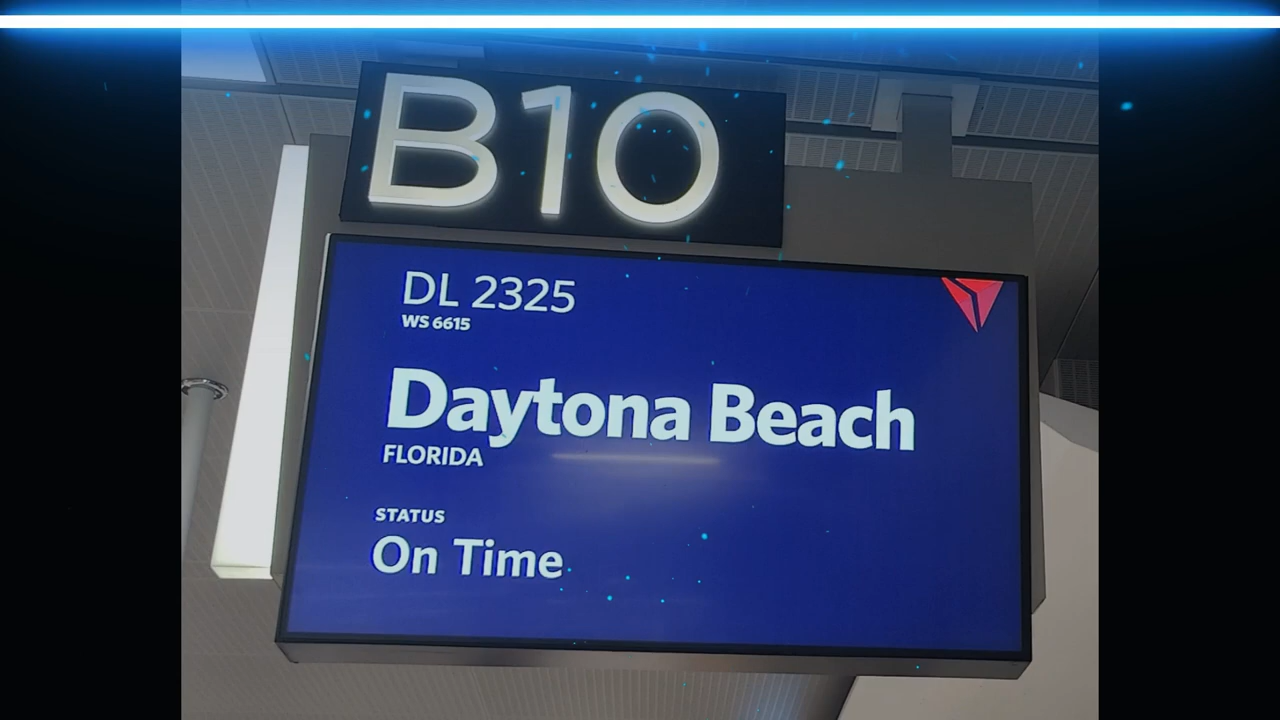 B10
DL 2325
WS 6615
Daytona Beach
FLORIDA
STATUS
On Time